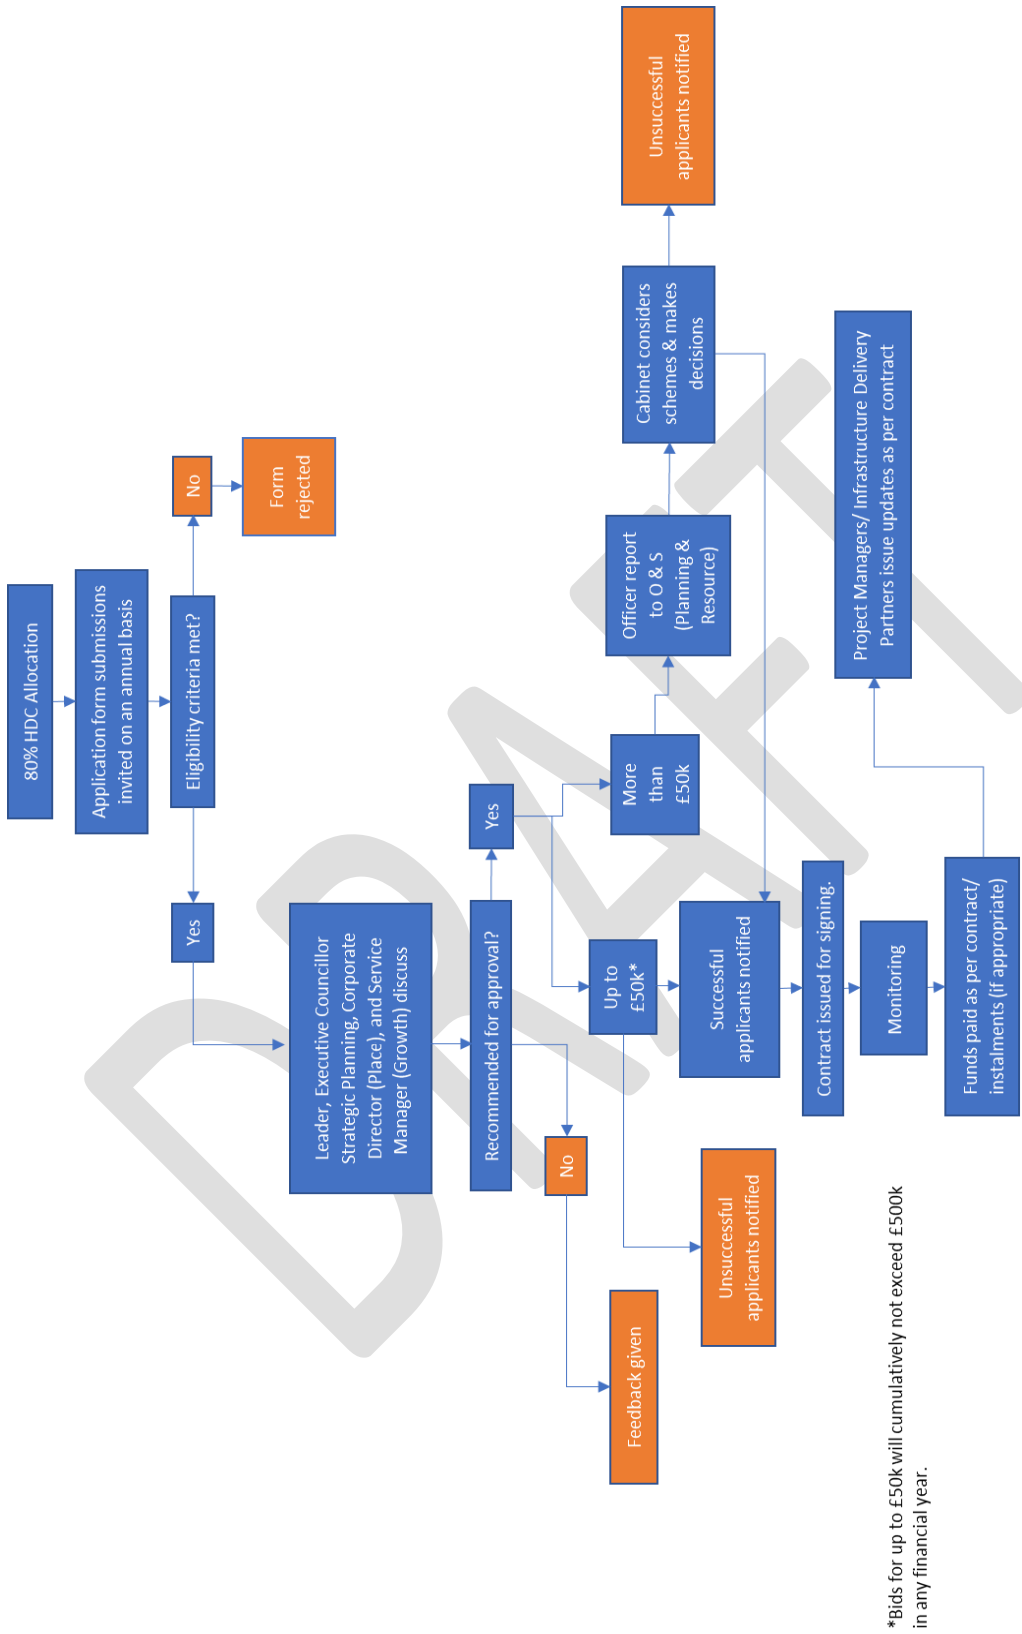 80% HDC Allocation
Application form submissions
invited on an annual basis
Eligibility criteria met?
Yes
No
Form
rejected
Leader, Executive Councillor
Strategic Planning, Corporate
Director (Place), and Service
Manager (Growth) discuss
Recommended for approval?
Yes
No
Feedback given
Up to
£50k*
More
than
£50k
Officer report
to O & S
(Planning &
Resource)
Cabinet considers
schemes & makes
decisions
Unsuccessful
applicants notified
Unsuccessful
applicants notified
Successful
applicants notified
Contract issued for signing.
Monitoring
Funds paid as per contract/
instalments (if appropriate)
Project Managers/ Infrastructure Delivery
Partners issue updates as per contract
*Bids for up to £50k will cumulatively not exceed £500k
in any financial year.
DRAFT